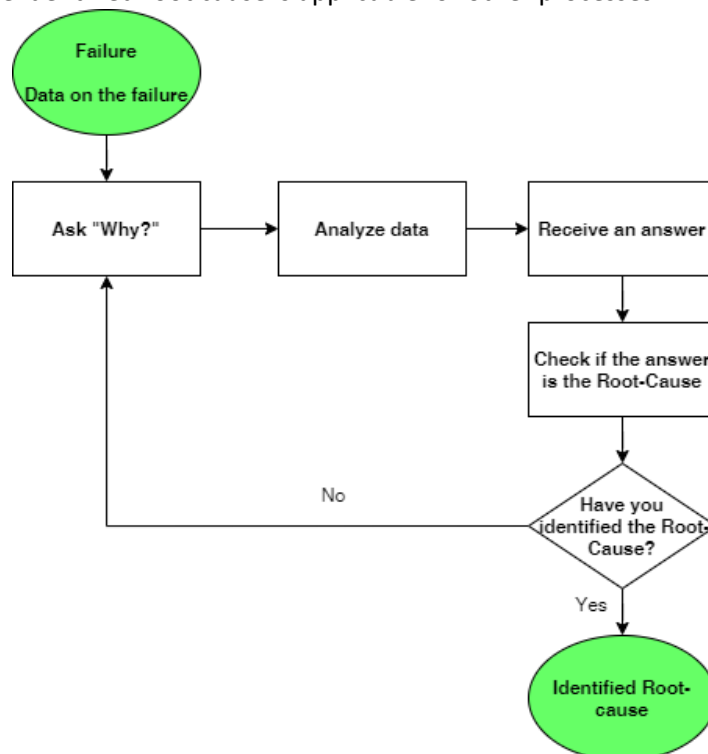 Failure
Data on the failure
Ask "Why?"
Analyze data
Receive an answer
Check if the answer
is the Root-Cause
No
Have you
identified the Root-
Cause?
Yes
Identified Root-
cause